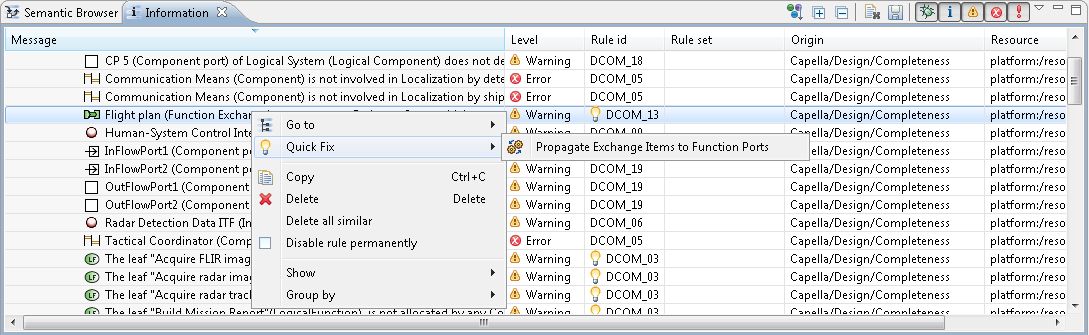 Semantic Browser Information
Message Level Rule id Rule set Origin Resource
CP 5 (Component port) of Logical System (Logical Component) does not de Warning DCOM_18 Capella/Design/Completeness platform:/reso
Communication Means (Component) is not involved in Localization by dete Error DCOM_05 Capella/Design/Completeness platform:/reso
Communication Means (Component) is not involved in Localization by ship Error DCOM_05 Capella/Design/Completeness platform:/reso
Flight plan (Function Exchan Warning DCOM_13 Capella/Design/Completeness platform:/reso
Human-System Control Inte Capella/Design/Completeness platform:/reso
InFlowPort1 (Component po Capella/Design/Completeness platform:/reso
InFlowPort2 (Component po Warning DCOM_19 Capella/Design/Completeness platform:/reso
OutFlowPort1 (Component Warning DCOM_19 Capella/Design/Completeness platform:/reso
OutFlowPort2 (Component Warning DCOM_19 Capella/Design/Completeness platform:/reso
Radar Detection Data ITF (In Warning DCOM_06 Capella/Design/Completeness platform:/reso
Tactical Coordinator (Comp Error DCOM_05 Capella/Design/Completeness platform:/reso
LF The leaf "Acquire FLIR imag Warning DCOM_03 Capella/Design/Completeness platform:/reso
LF The leaf "Acquire radar imag Warning DCOM_03 Capella/Design/Completeness platform:/reso
LF The leaf "Acquire radar track Warning DCOM_03 Capella/Design/Completeness platform:/reso
LF The leaf "Build Mission Report"(LogicalFunction), is not allocated by any Co Warning DCOM_03 Capella/Design/Completeness platform:/reso
Go to
Quick Fix
Propagate Exchange Items to Function Ports
Copy Ctrl+C
Delete Delete
Delete all similar
Disable rule permanently
Show
Group by